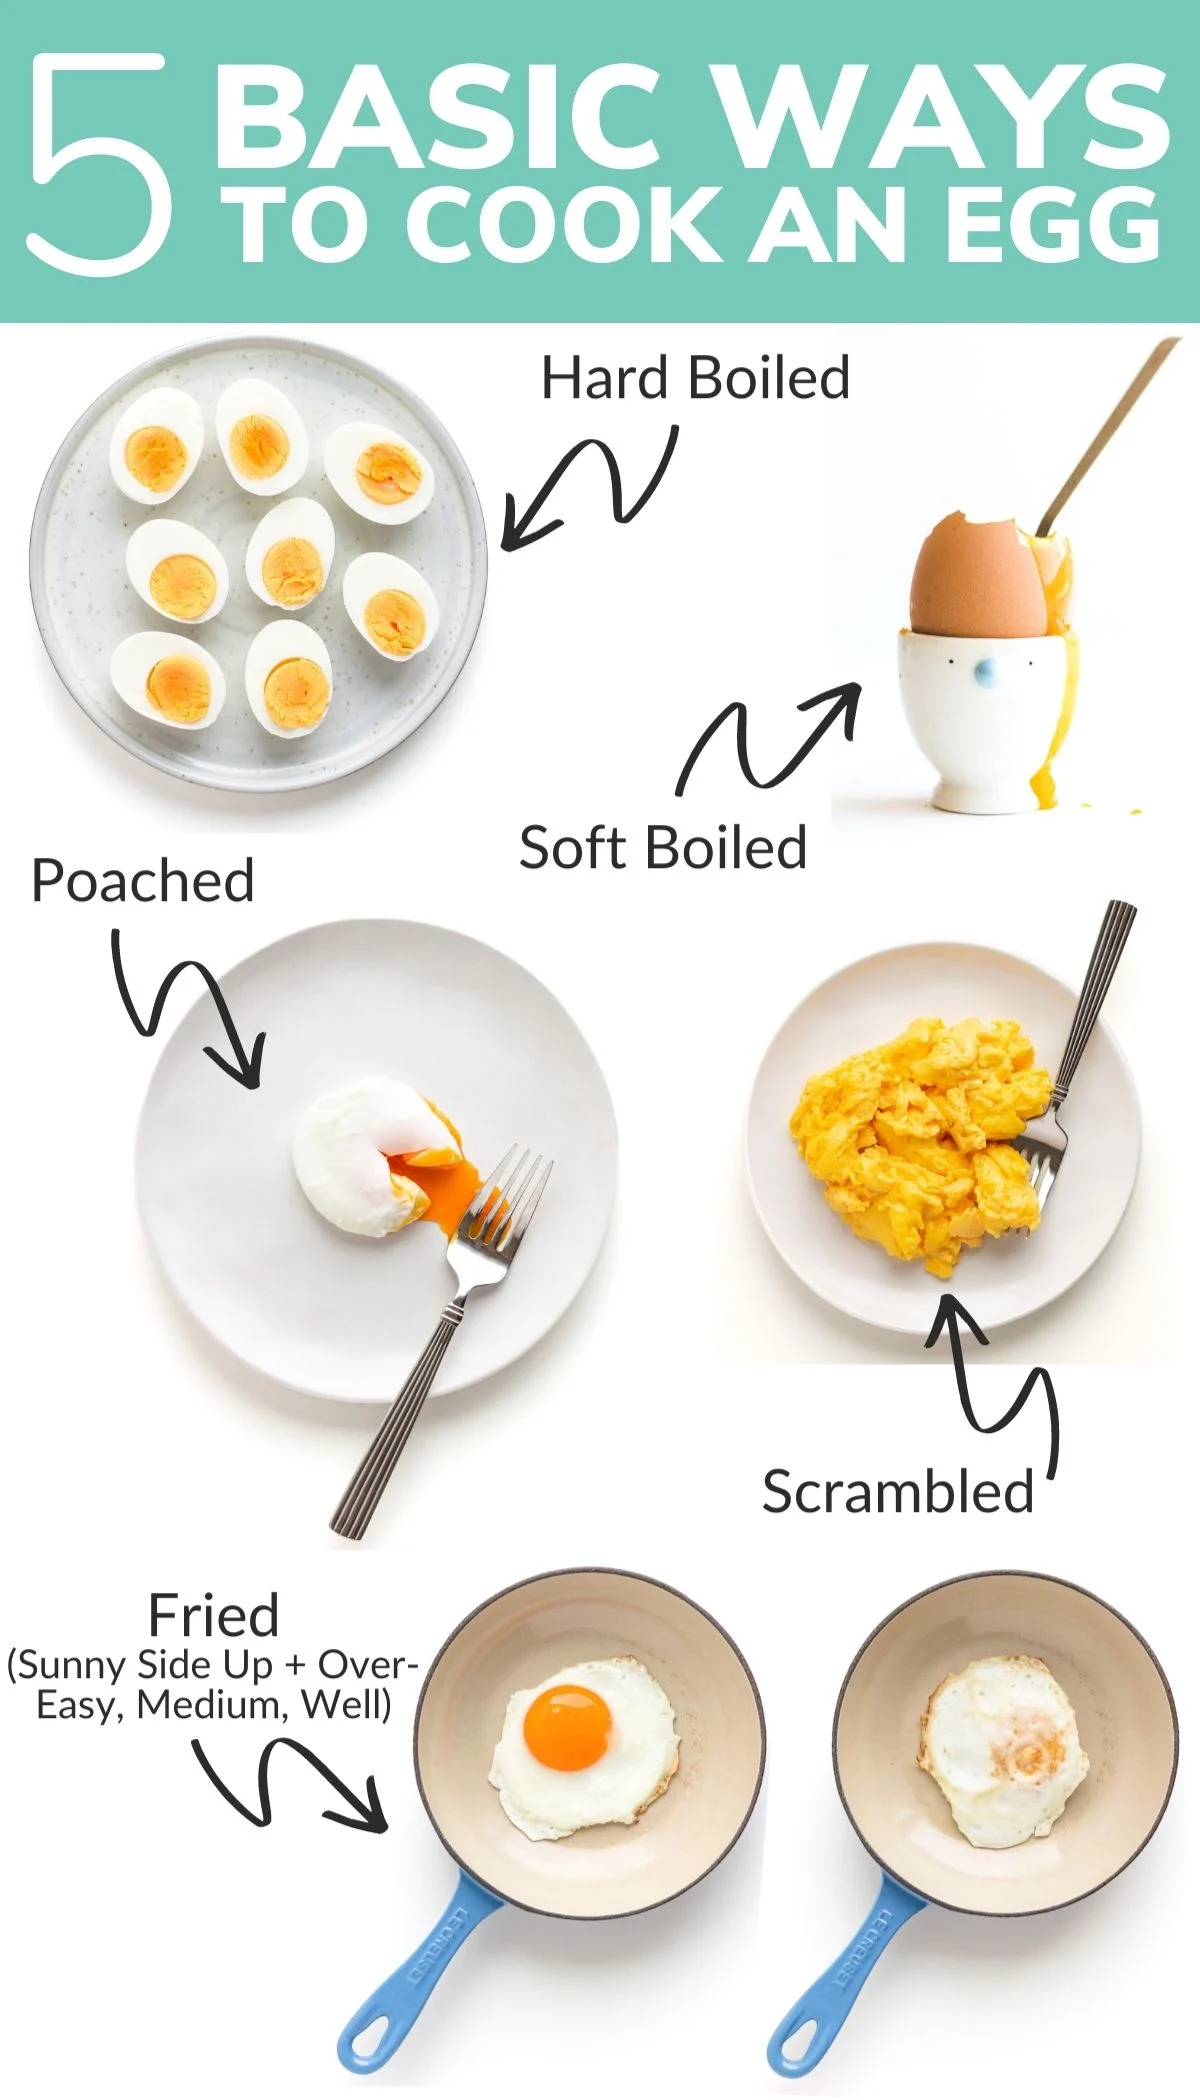 5 BASIC WAYS
TO COOK AN EGG
Hard Boiled
Soft Boiled
Poached
Scrambled
Fried
(Sunny Side Up + Over-
Easy, Medium, Well)
LE CREUSET
LE CREUSET